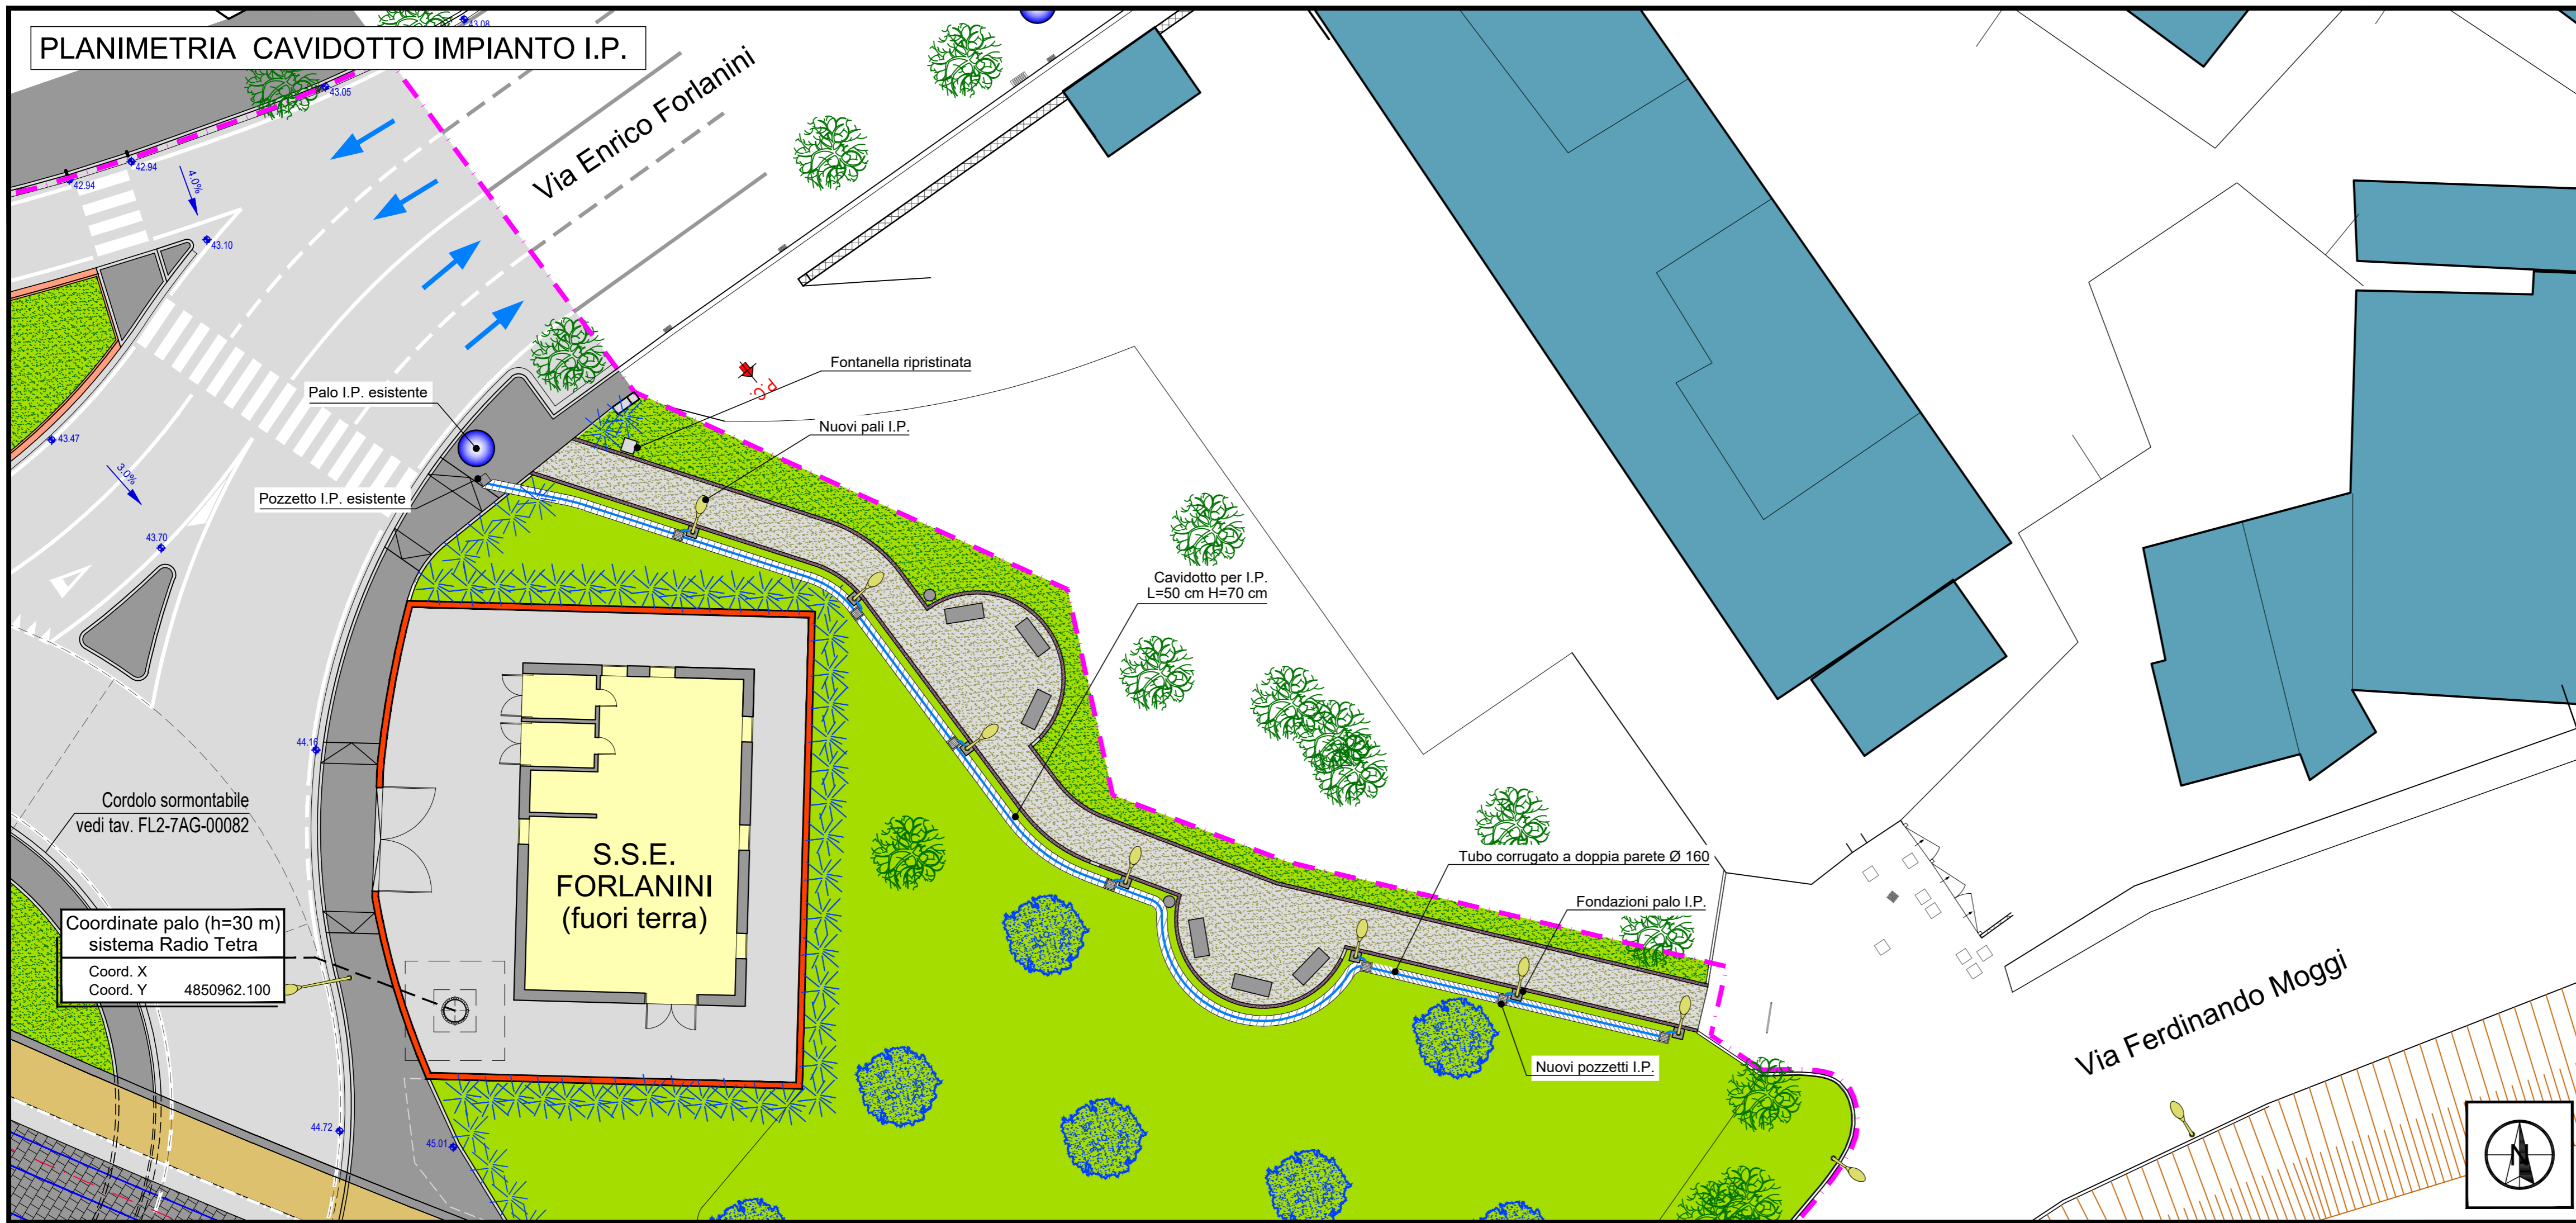 PLANIMETRIA CAVIDOTTO IMPIANTO I.P.
43.08
43.05
Via Enrico Forlanini
42.94
42.94
4.0%
43.10
Fontanella ripristinata
P.C.
Palo I.P. esistente
Nuovi pali I.P.
43.47
3.0%
Pozzetto I.P. esistente
43.70
Cavidotto per I.P.
L=50 cm H=70 cm
44.16
Cordolo sormontabile
vedi tav. FL2-7AG-00082
S.S.E.
FORLANINI
(fuori terra)
Tubo corrugato a doppia parete Ø 160
Fondazioni palo I.P.
Coordinate palo (h=30 m)
sistema Radio Tetra
Coord. X
Coord. Y 4850962.100
Via Ferdinando Moggi
Nuovi pozzetti I.P.
44.72
45.01
N